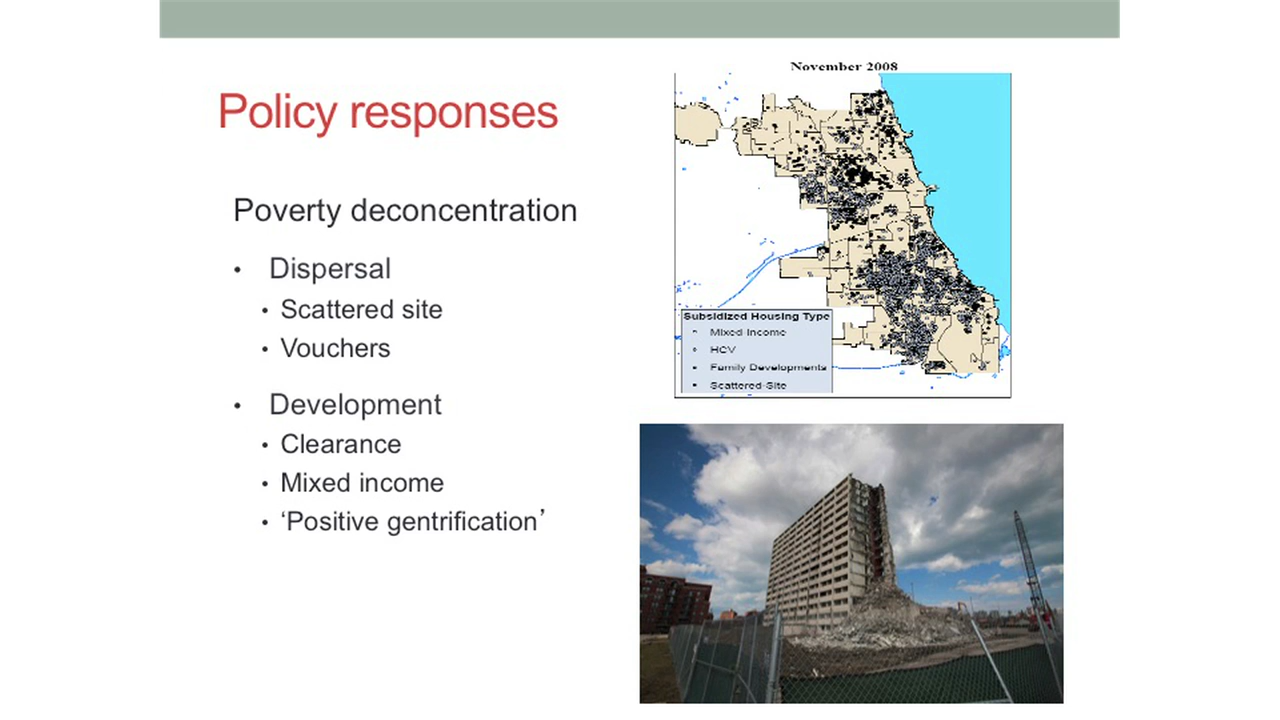 Policy responses
Poverty deconcentration
• Dispersal
• Scattered site
• Vouchers
• Development
• Clearance
• Mixed income
• ‘Positive gentrification’
November 2008
Subsidized Housing Type
Mixed Income
HCV
Family Developments
Scattered-Site